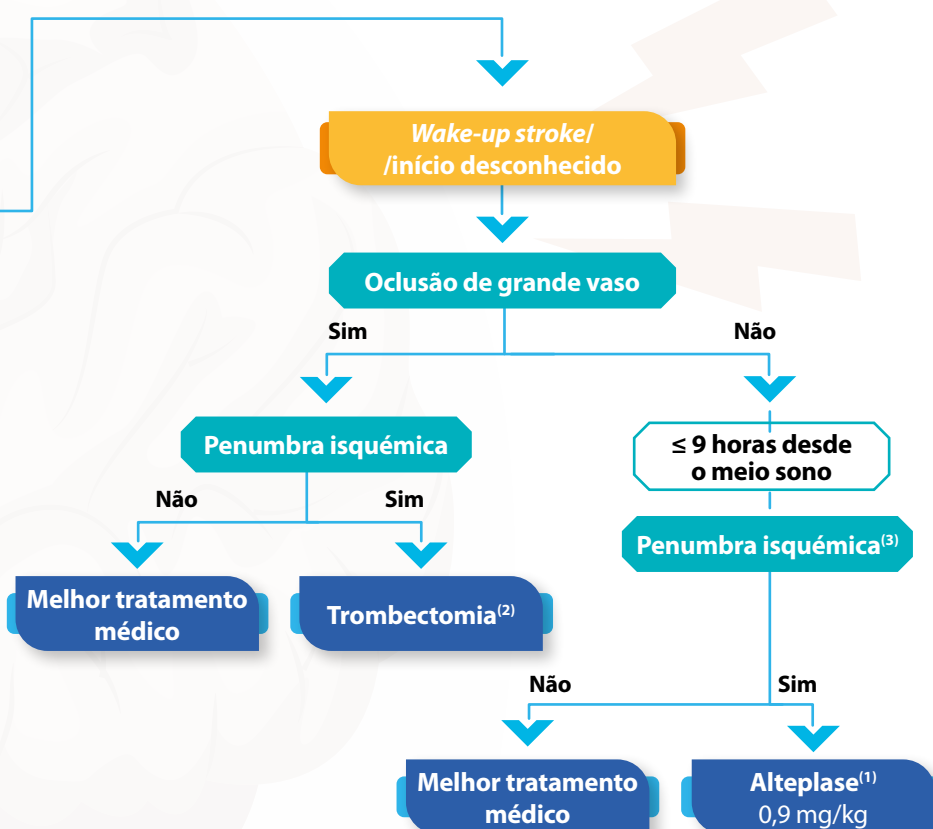 Wake-up stroke/
/início desconhecido
Oclusão de grande vaso
Sim
Não
Penumbra isquémica
≤ 9 horas desde
o meio sono
Não
Sim
Penumbra isquémica(3)
Melhor tratamento
médico
Trombectomia(2)
Não
Sim
Melhor tratamento
médico
Alteplase(1)
0,9 mg/kg